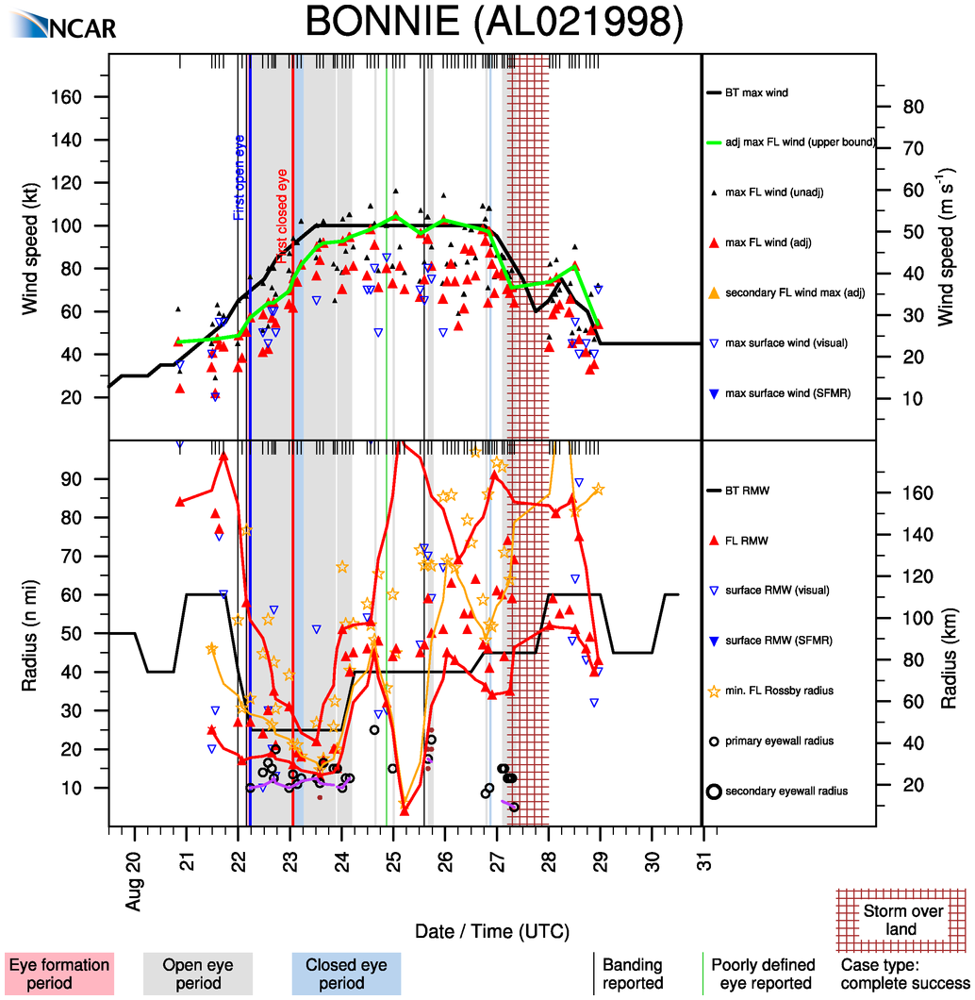 NCAR
BONNIE (AL021998)
Wind speed (kt)
160
140
120
100
80
60
40
20
First open eye
First closed eye
80
70
60
50
40
30
20
10
Wind speed (m s⁻¹)
BT max wind
adj max FL wind (upper bound)
max FL wind (unadj)
max FL wind (adj)
secondary FL wind max (adj)
max surface wind (visual)
max surface wind (SFMR)
Radius (n mi)
90
80
70
60
50
40
30
20
10
160
140
120
100
80
60
40
20
Radius (km)
BT RMW
FL RMW
surface RMW (visual)
surface RMW (SFMR)
min. FL Rossby radius
primary eyewall radius
secondary eyewall radius
Aug 20
21
22
23
24
25
26
27
28
29
30
31
Date / Time (UTC)
Storm over
land
Eye formation
period
Open eye
period
Closed eye
period
Banding
reported
Poorly defined
eye reported
Case type:
complete success